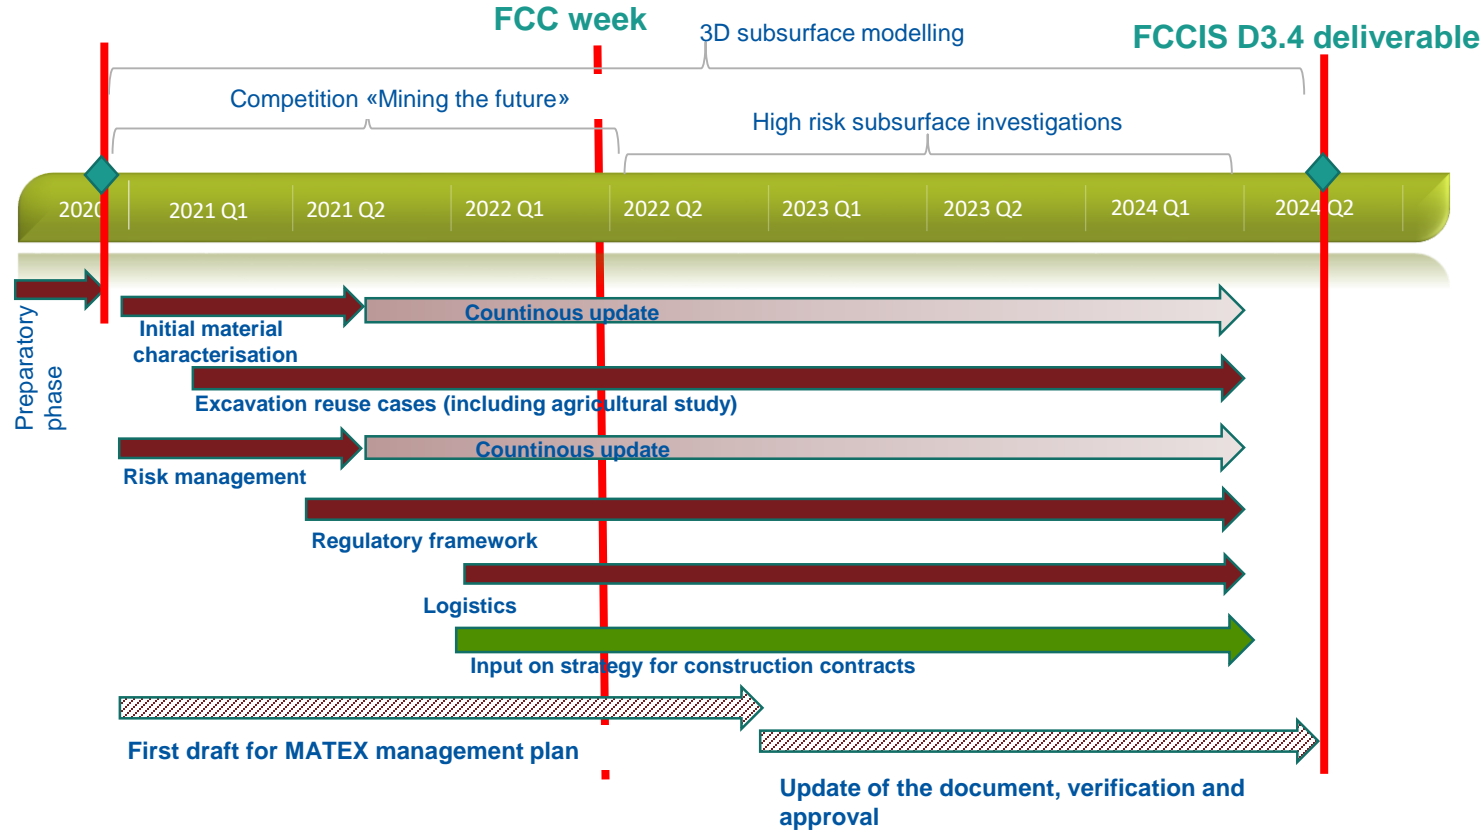 FCC week
3D subsurface modelling
FCCIS D3.4 deliverable
Competition «Mining the future»
High risk subsurface investigations
2020
2021 Q1
2021 Q2
2022 Q1
2022 Q2
2023 Q1
2023 Q2
2024 Q1
2024 Q2
Preparatory
phase
Countinous update
Initial material
characterisation
Excavation reuse cases (including agricultural study)
Countinous update
Risk management
Regulatory framework
Logistics
Input on strategy for construction contracts
First draft for MATEX management plan
Update of the document, verification and
approval